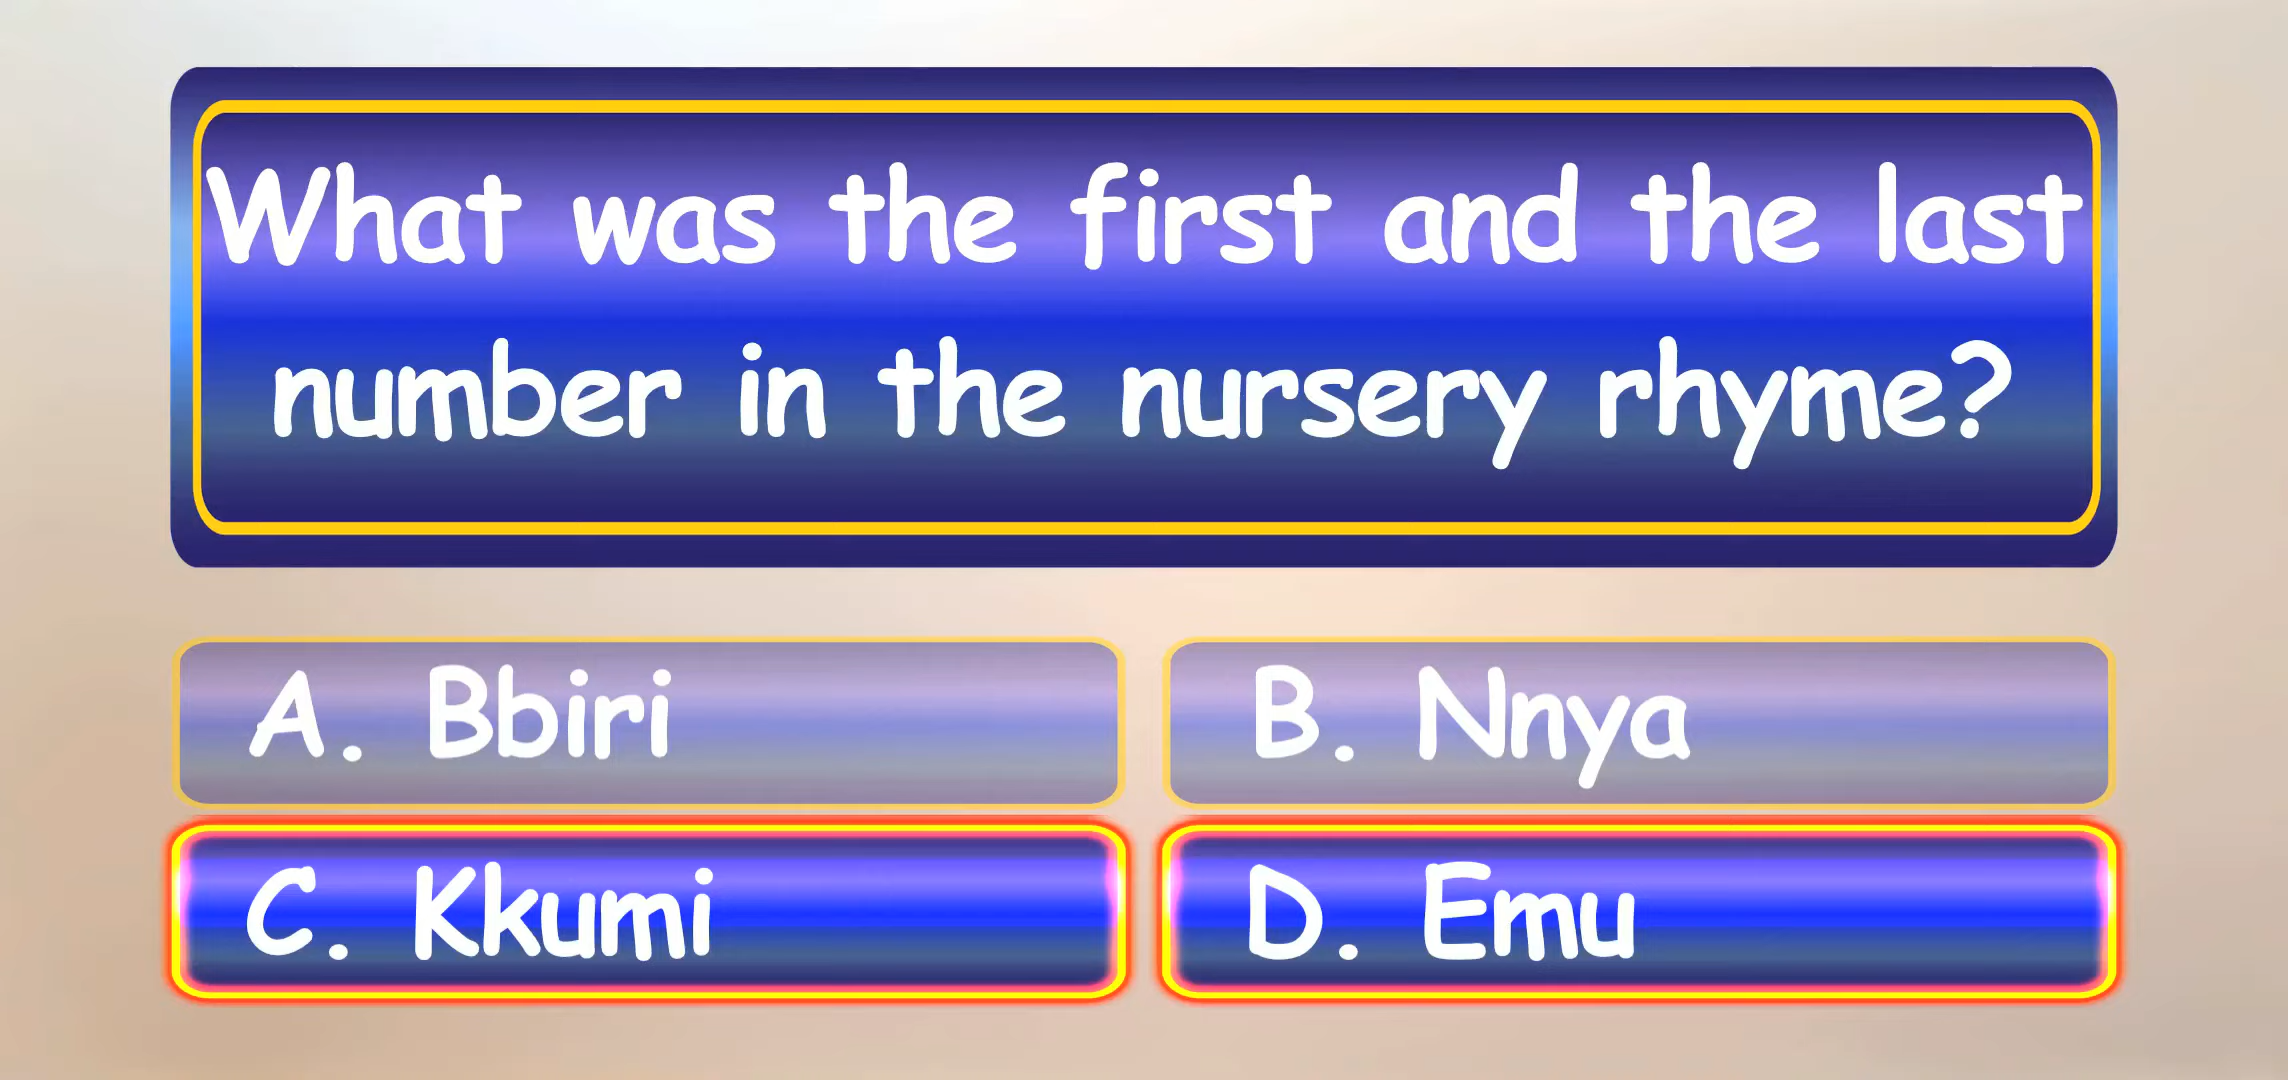 What was the first and the last
number in the nursery rhyme?
A. Bbiri
B. Nnya
C. Kkumi
D. Emu